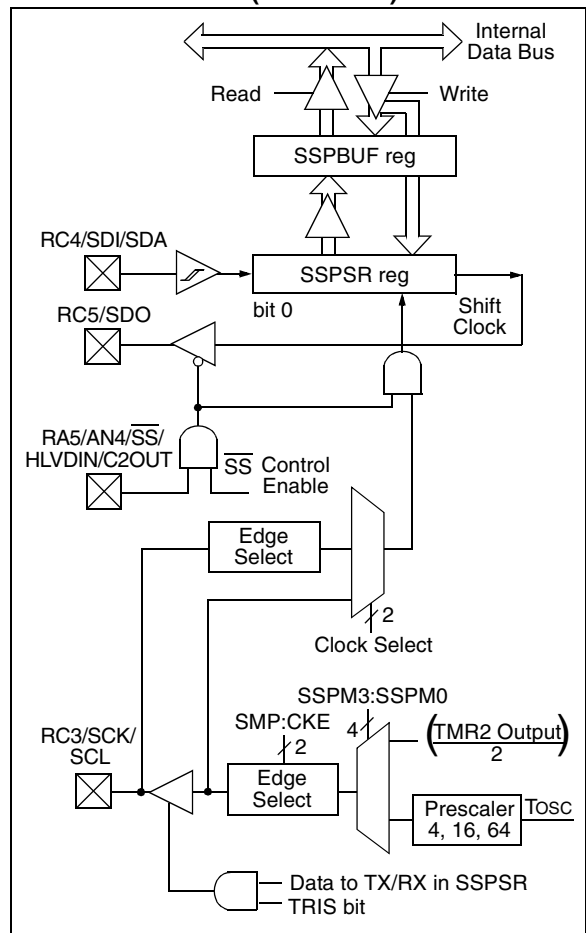 Internal
Data Bus
Read
Write
SSPBUF reg
RC4/SDI/SDA
SSPSR reg
bit 0
Shift
Clock
RC5/SDO
RA5/AN4/SS/
HLVDIN/C2OUT
SS Control
Enable
Edge
Select
2
Clock Select
SSPM3:SSPM0
SMP:CKE
4
2
(TMR2 Output)
2
RC3/SCK/
SCL
Edge
Select
Prescaler
4, 16, 64
TOSC
Data to TX/RX in SSPSR
TRIS bit